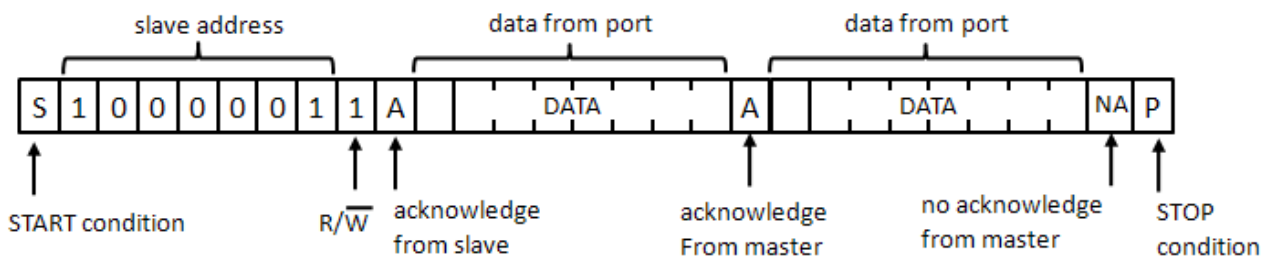 slave address data from port data from port
S 1 0 0 0 0 0 1 1 A DATA A DATA NA P
START condition R/W̅ acknowledge from slave acknowledge From master no acknowledge from master STOP condition